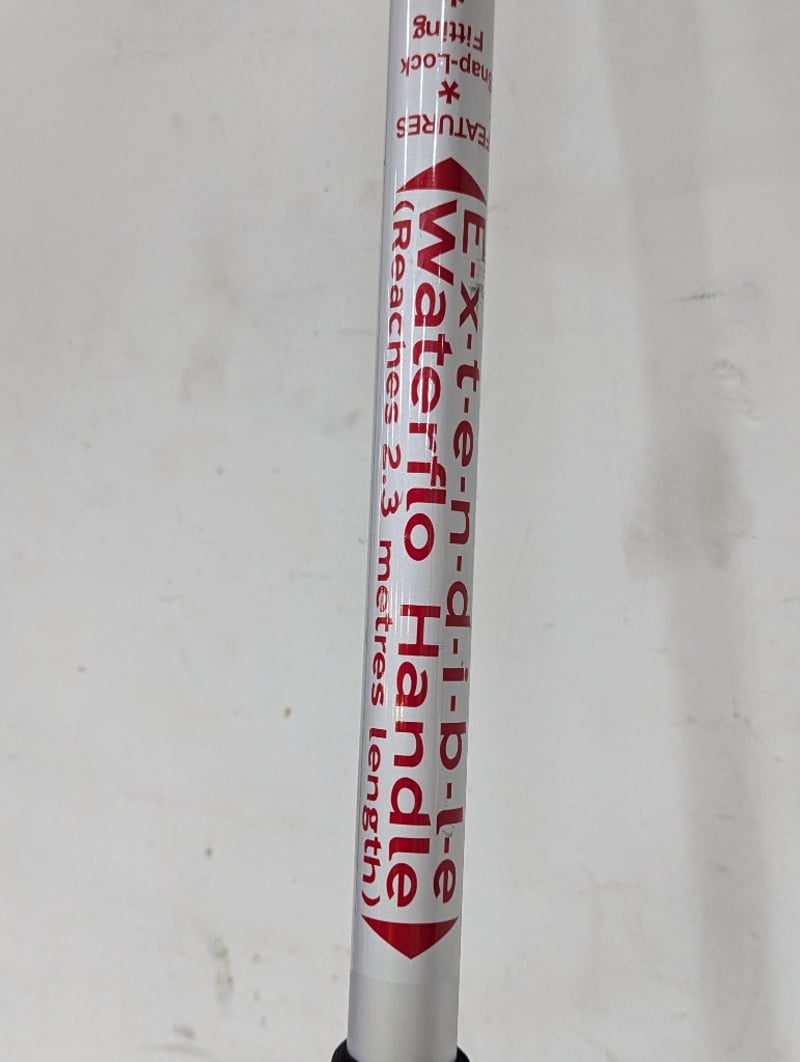 E-x-t-e-n-d-i-b-l-e
Waterflo Handle
(Reaches 2.3 metres length)
FEATURES
*
Snap-Lock
Fitting